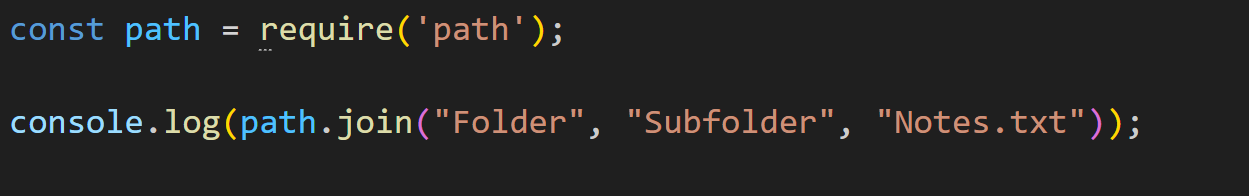 const path = require('path');
console.log(path.join("Folder", "Subfolder", "Notes.txt"));